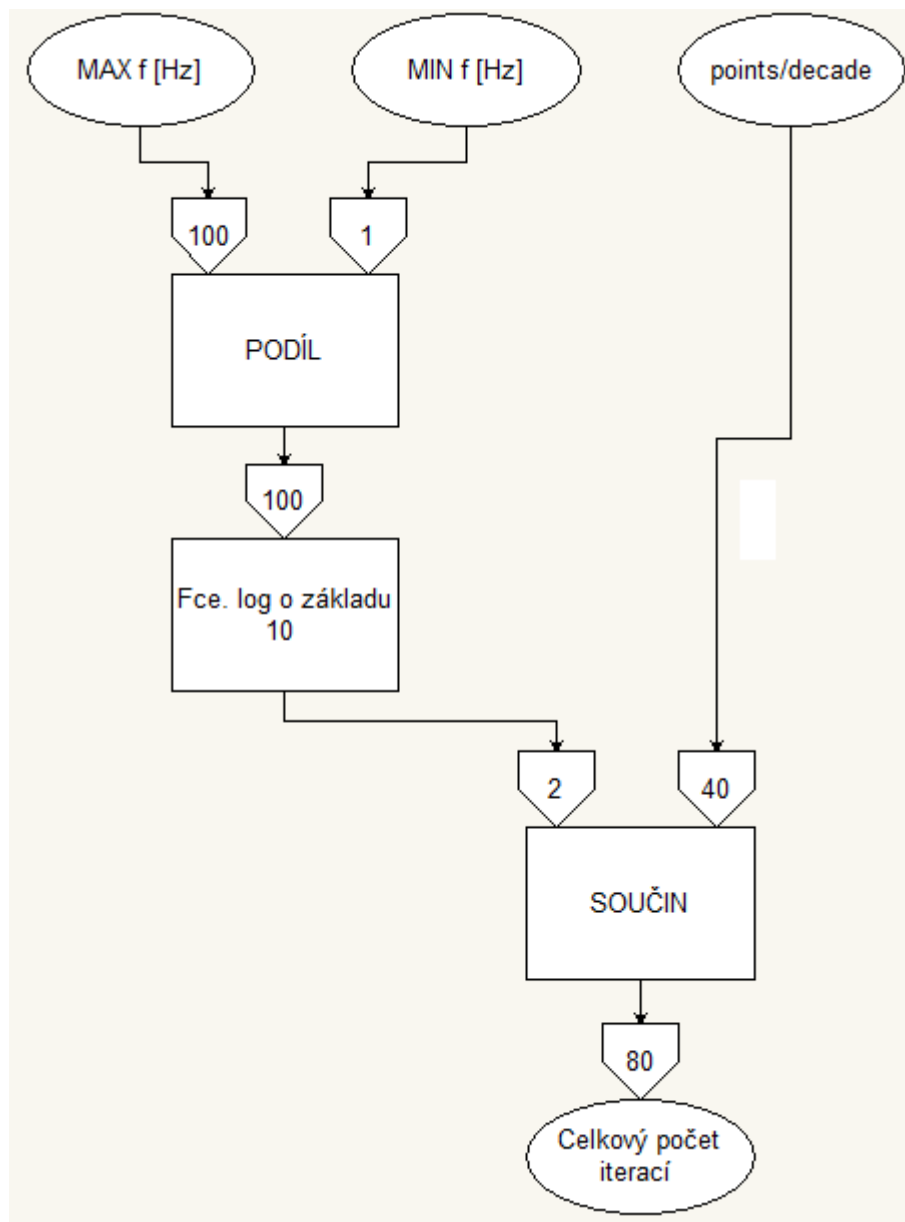 MAX f [Hz]
MIN f [Hz]
points/decade
100
1
PODÍL
100
Fce. log o základu
10
2
40
SOUČIN
80
Celkový počet
iterací